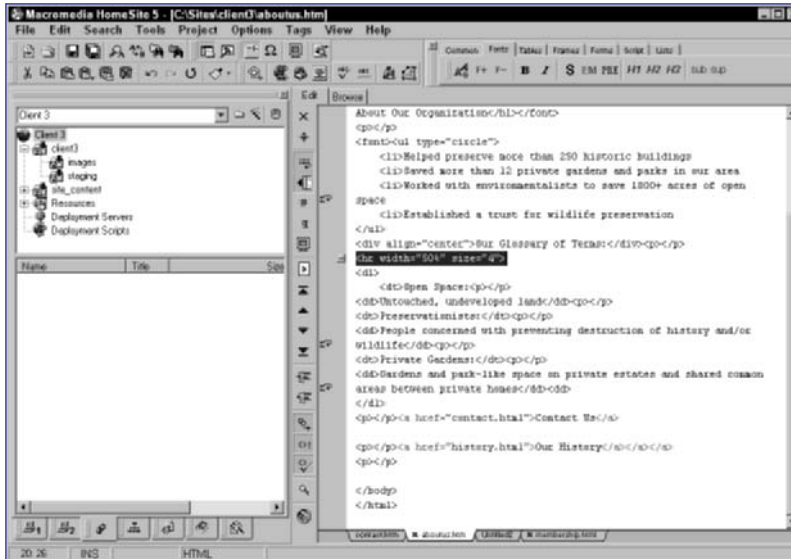 Macromedia HomeSite 5 - [C:\Sites\client3\aboutus.htm]
File Edit Search Tools Project Options Tags View Help
Common Fonts Tables Frames Forms Script Lists
F+ F- B I S EM PRE H1 H2 H3 sub sup
Edit Browse
Client 3
Client 3
client3
images
staging
site_content
Resources
Deployment Servers
Deployment Scripts
Name Title Size
About Our Organization</h1></font>
<p></p>
<font><ul type="circle">
<li>Helped preserve more than 250 historic buildings
<li>Saved more than 12 private gardens and parks in our area
<li>Worked with environmentalists to save 1800+ acres of open
space
<li>Established a trust for wildlife preservation
</ul>
<div align="center">Our Glossary of Terms:</div><p></p>
<hr width="50%" size="4">
<dl>
<dt>Open Space:<p></p>
<dd>Untouched, undeveloped land</dd><p></p>
<dt>Preservationists:</dt><p></p>
<dd>People concerned with preventing destruction of history and/or
wildlife</dd><p></p>
<dt>Private Gardens:</dt><p></p>
<dd>Gardens and park-like space on private estates and shared common
areas between private homes</dd><dd>
</dl>
<p></p><a href="contact.html">Contact Us</a>
<p></p><a href="history.html">Our History</a></a></a>
<p></p>
</body>
</html>
contact.htm aboutus.htm Untitled2 membership.html
20:26 INS HTML